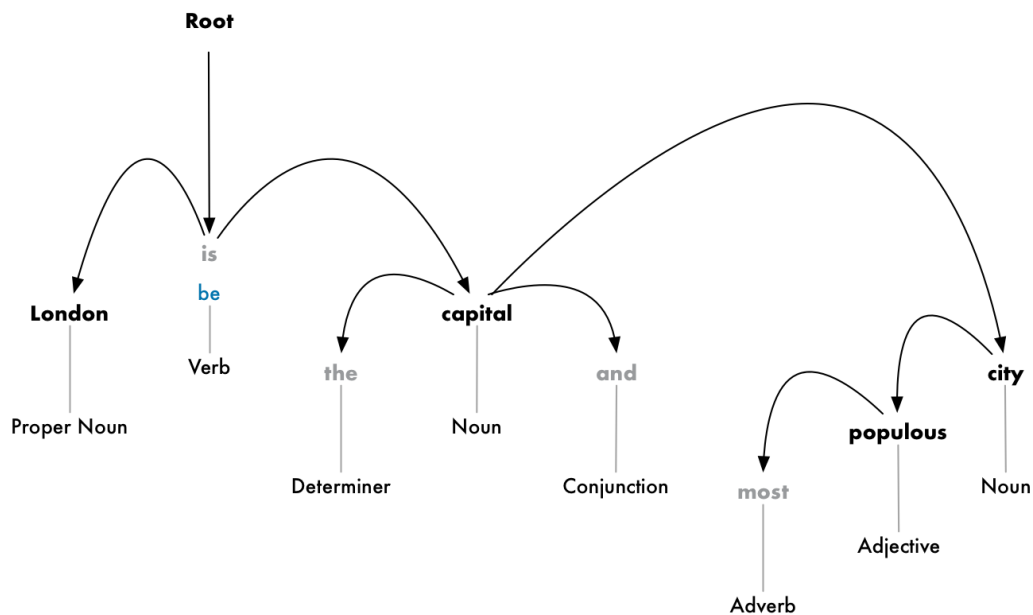 Root
is
be
London
capital
Verb
the
and
city
Proper Noun
Noun
populous
Determiner
Conjunction
most
Noun
Adjective
Adverb